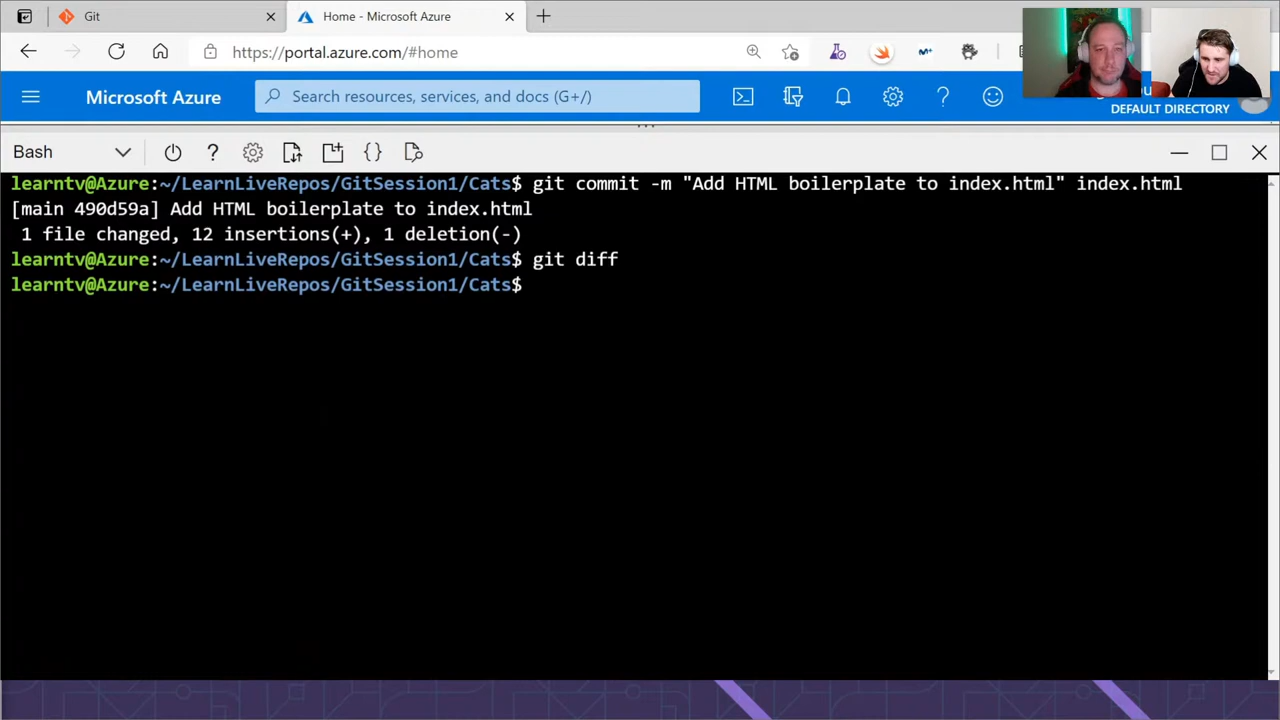 Git
Home - Microsoft Azure
https://portal.azure.com/#home
Microsoft Azure
Search resources, services, and docs (G+/)
DEFAULT DIRECTORY
Bash
learntv@Azure:~/LearnLiveRepos/GitSession1/Cats$ git commit -m "Add HTML boilerplate to index.html" index.html
[main 490d59a] Add HTML boilerplate to index.html
1 file changed, 12 insertions(+), 1 deletion(-)
learntv@Azure:~/LearnLiveRepos/GitSession1/Cats$ git diff
learntv@Azure:~/LearnLiveRepos/GitSession1/Cats$